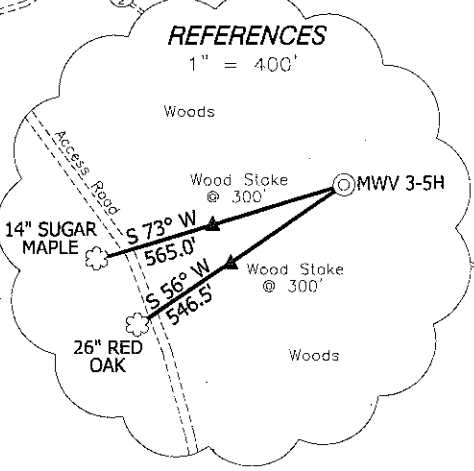 2
REFERENCES
1" = 400'
Woods
Access Road
Wood Stake
@ 300'
MWV 3-5H
14" SUGAR
MAPLE
S 73° W
565.0'
S 56° W
546.5'
Wood Stake
@ 300'
26" RED
OAK
Woods